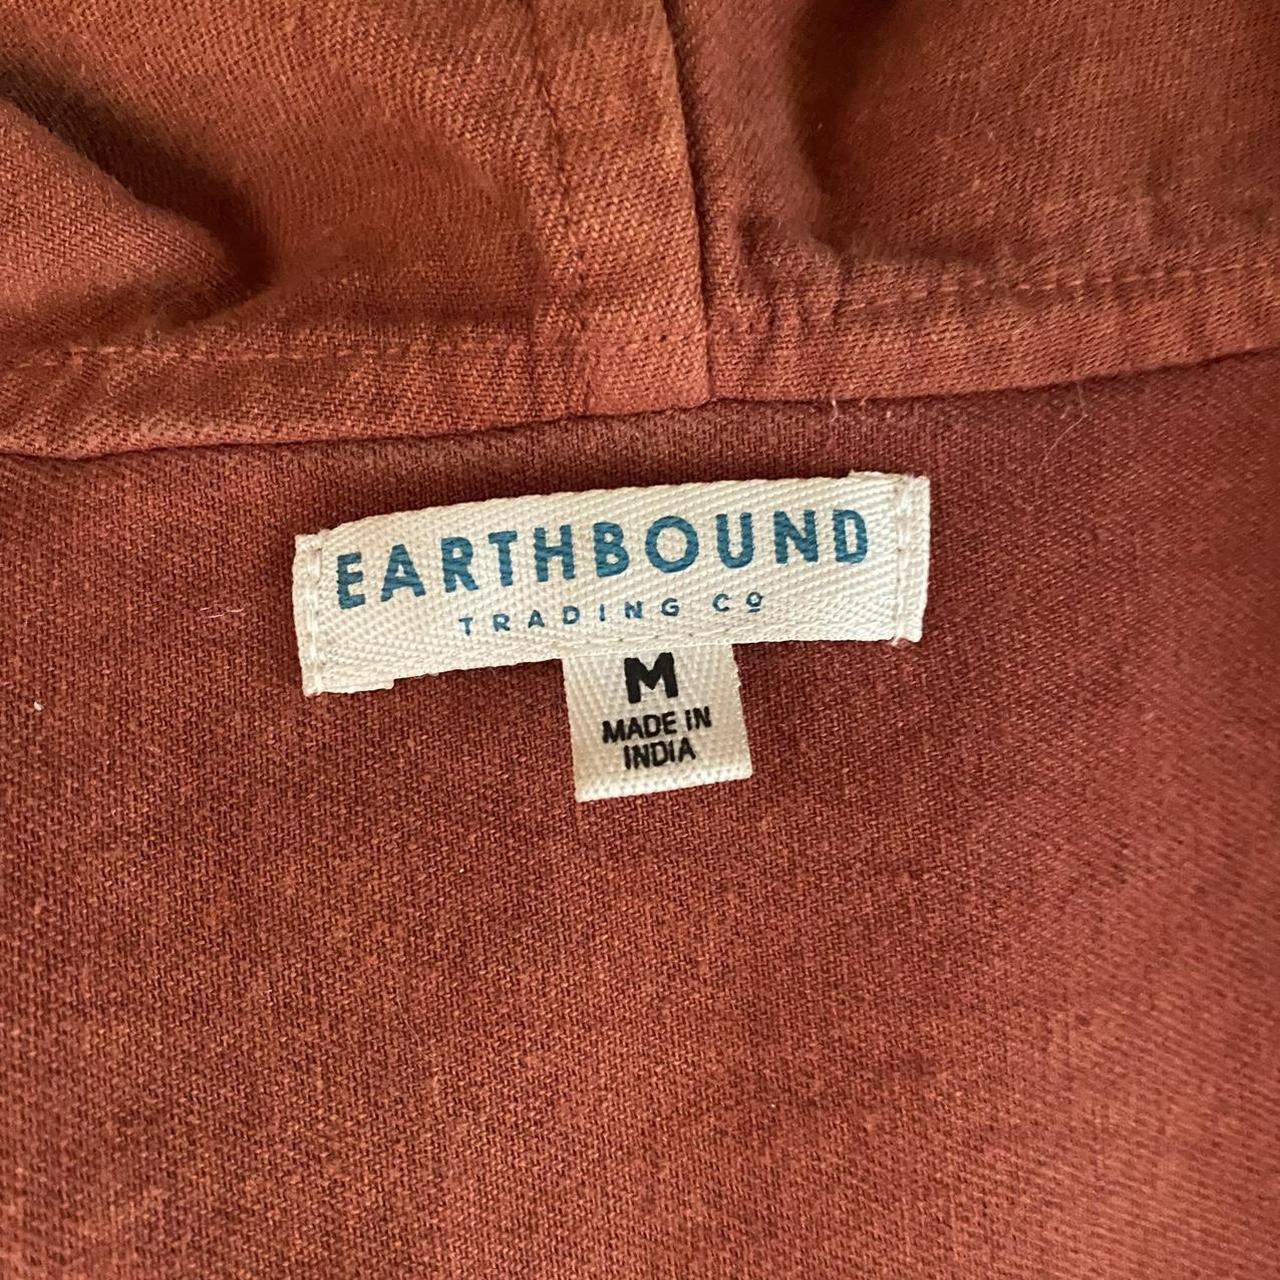 EARTHBOUND
TRADING Cº
M
MADE IN
INDIA